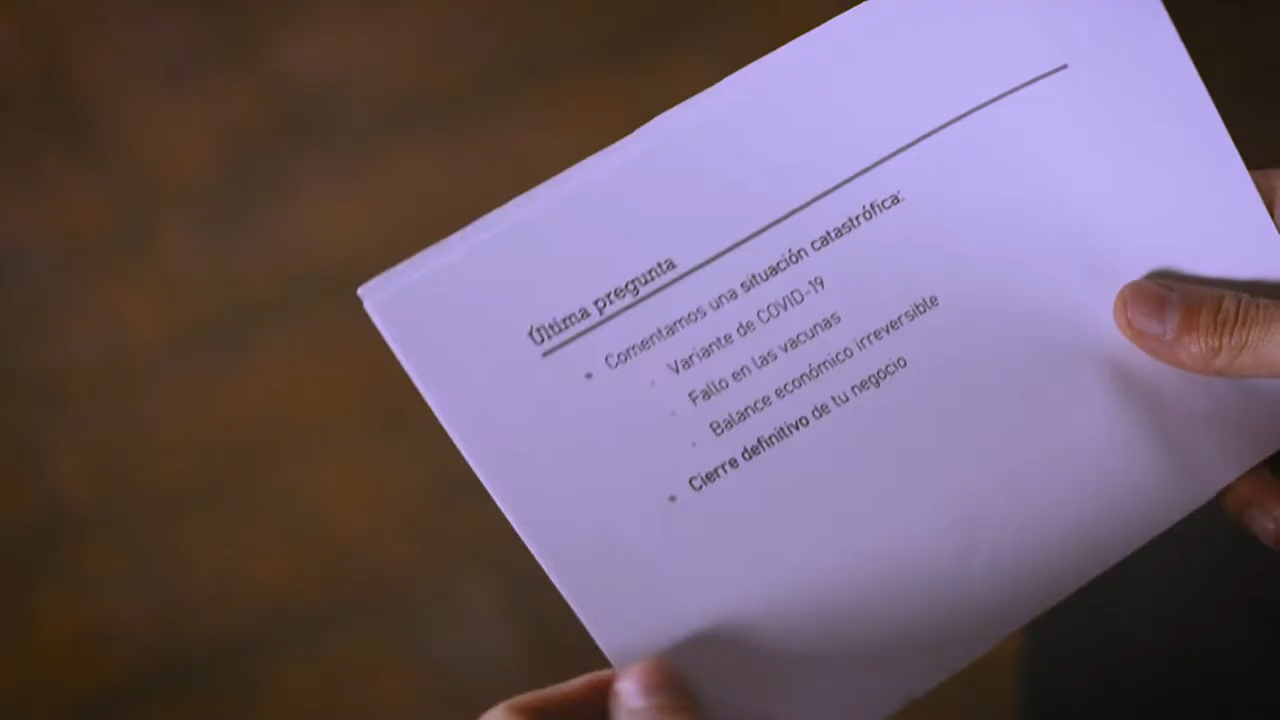 Última pregunta
• Comentamos una situación catastrófica:
• Variante de COVID-19
• Fallo en las vacunas
• Balance económico irreversible
• Cierre definitivo de tu negocio